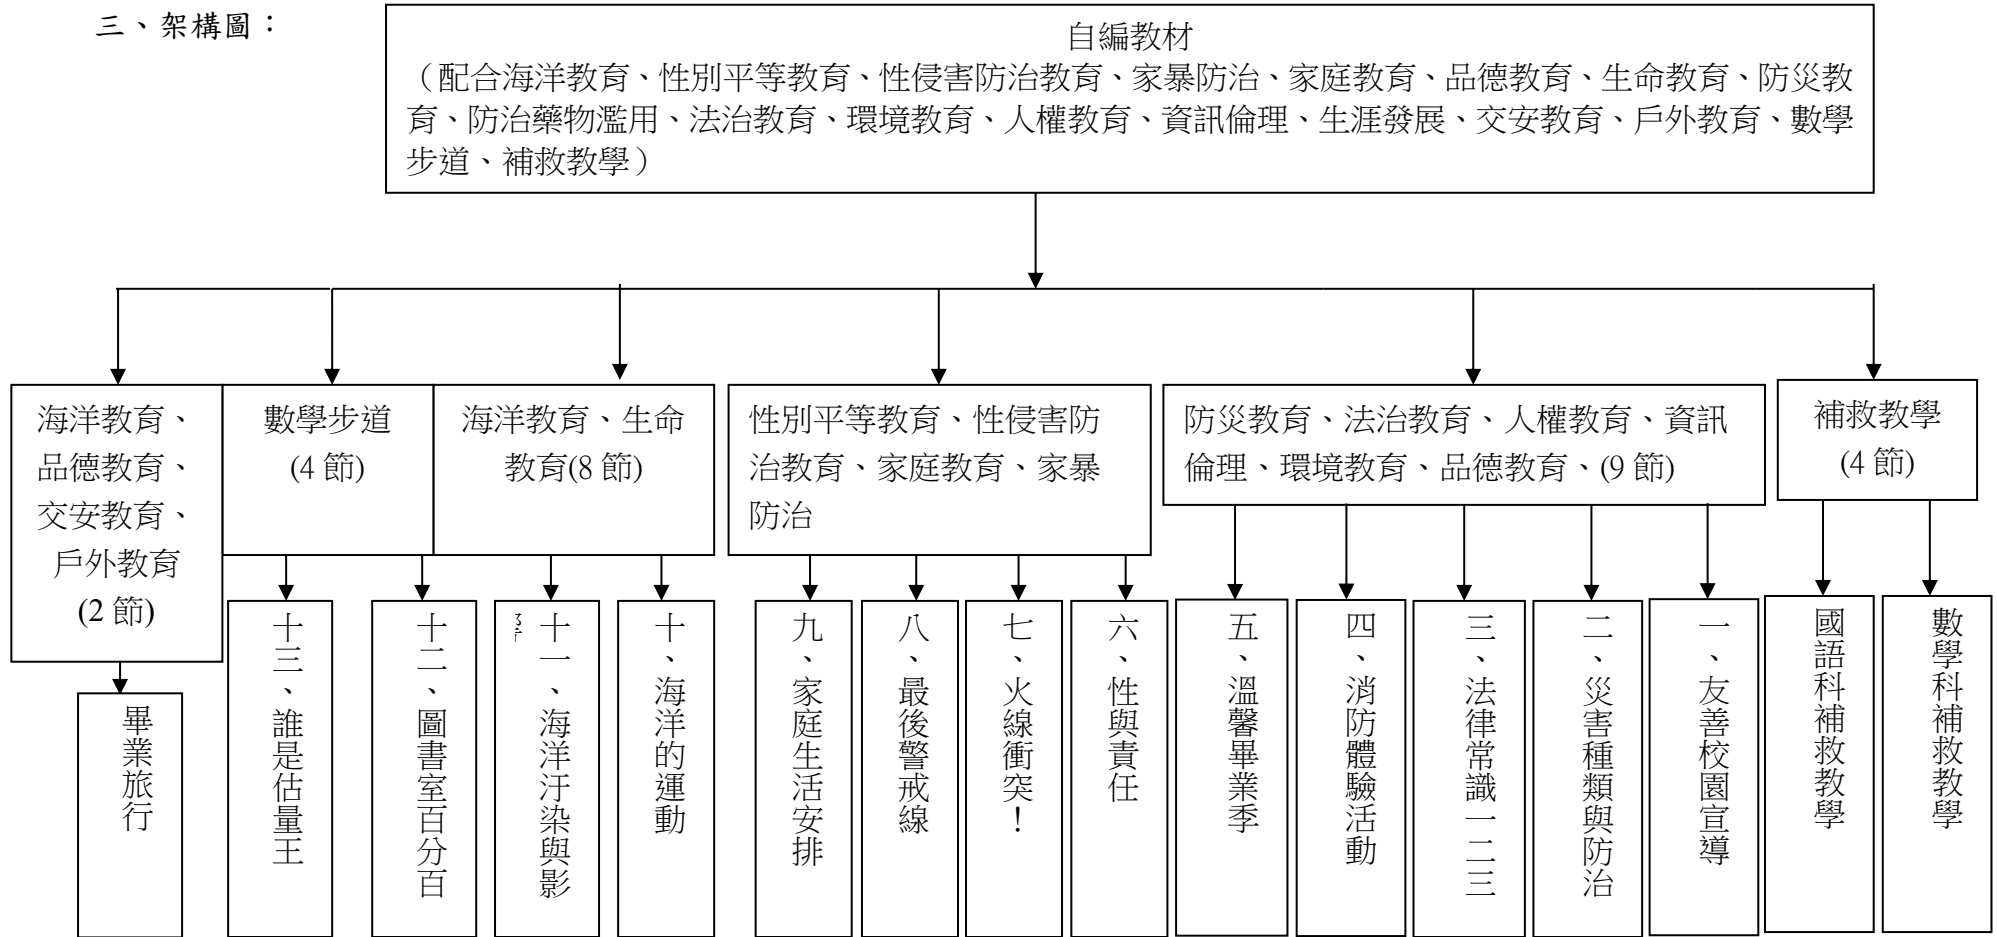 三、架構圖：
自編教材
（配合海洋教育、性別平等教育、性侵害防治教育、家暴防治、家庭教育、品德教育、生命教育、防災教
育、防治藥物濫用、法治教育、環境教育、人權教育、資訊倫理、生涯發展、交安教育、戶外教育、數學
步道、補救教學）
海洋教育、
品德教育、
交安教育、
戶外教育
(2 節)
數學步道
(4 節)
海洋教育、生命
教育(8 節)
性別平等教育、性侵害防
治教育、家庭教育、家暴
防治
防災教育、法治教育、人權教育、資訊
倫理、環境教育、品德教育、(9 節)
補救教學
(4 節)
畢業旅行
十三、誰是估量王
十二、圖書室百分百
十一、海洋汙染與影
十、海洋的運動
九、家庭生活安排
八、最後警戒線
七、火線衝突！
六、性與責任
五、溫馨畢業季
四、消防體驗活動
三、法律常識一二三
二、災害種類與防治
一、友善校園宣導
國語科補救教學
數學科補救教學